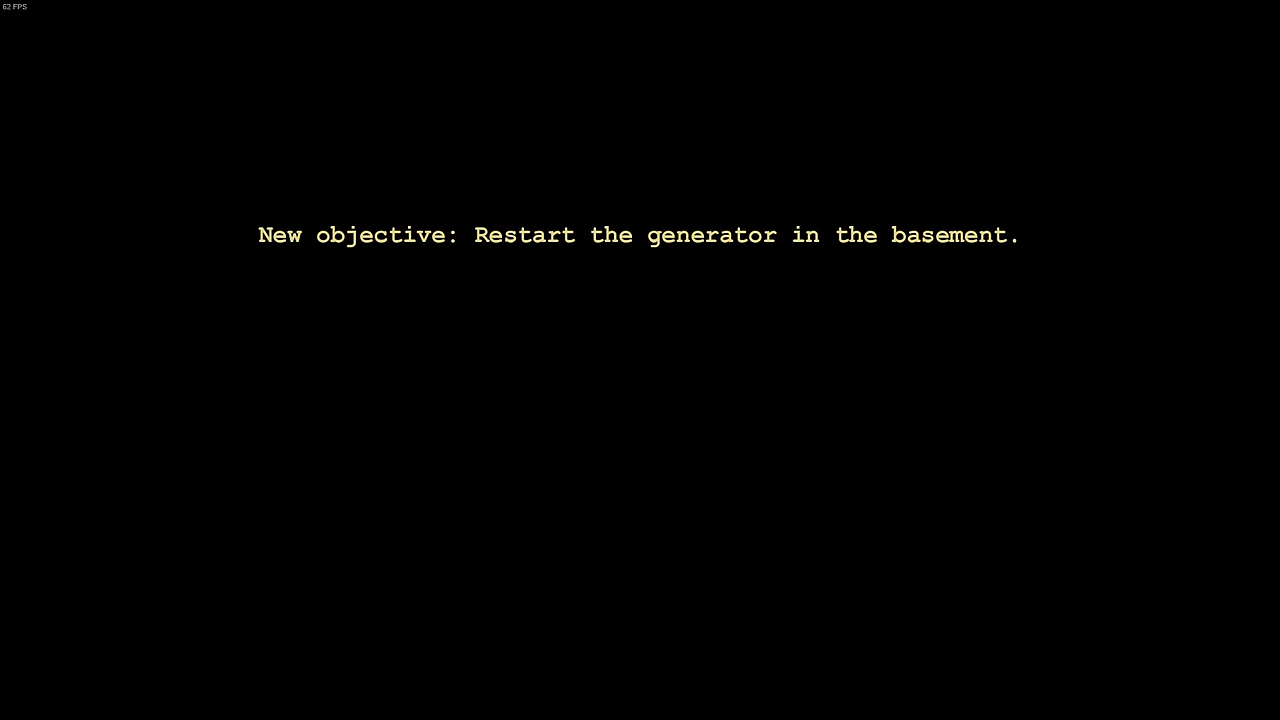 62 FPS
New objective: Restart the generator in the basement.